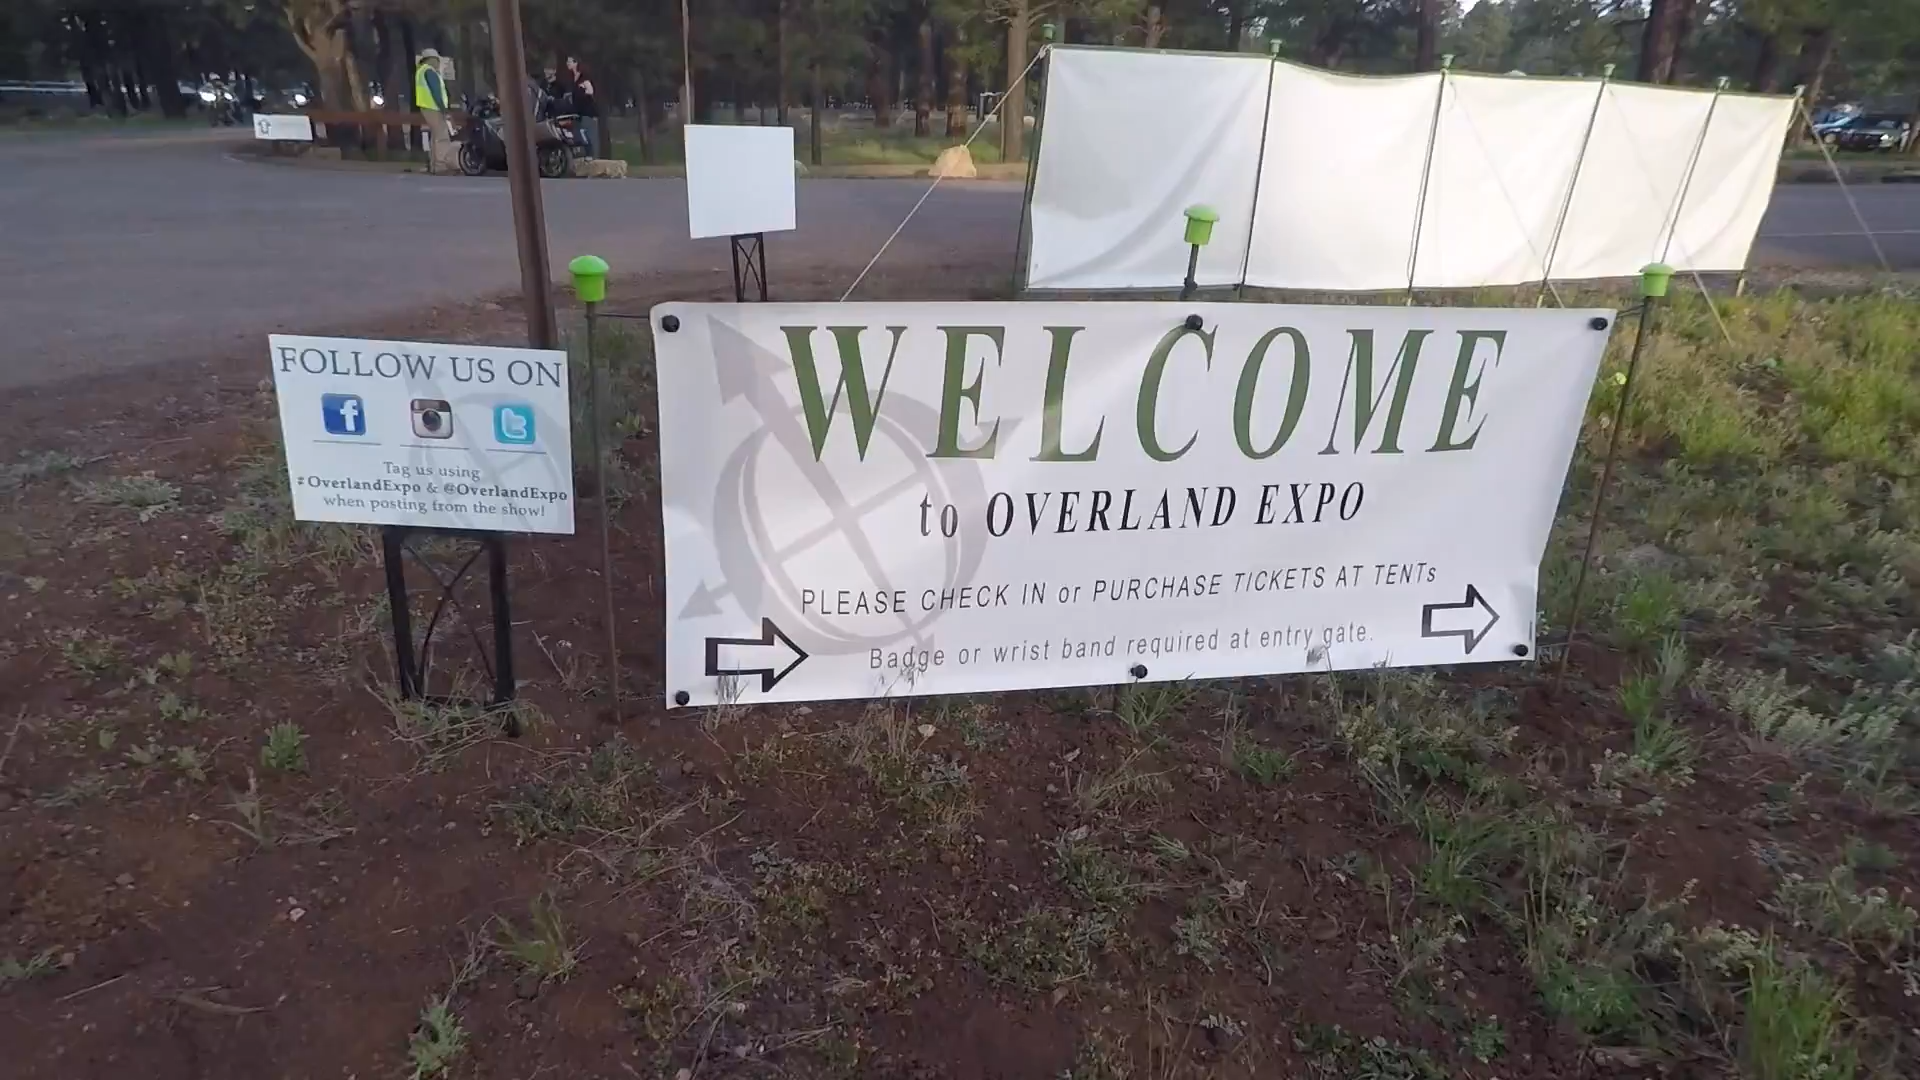 FOLLOW US ON
Tag us using
#OverlandExpo & @OverlandExpo
when posting from the show!
WELCOME
to OVERLAND EXPO
PLEASE CHECK IN or PURCHASE TICKETS AT TENTs
Badge or wrist band required at entry gate.